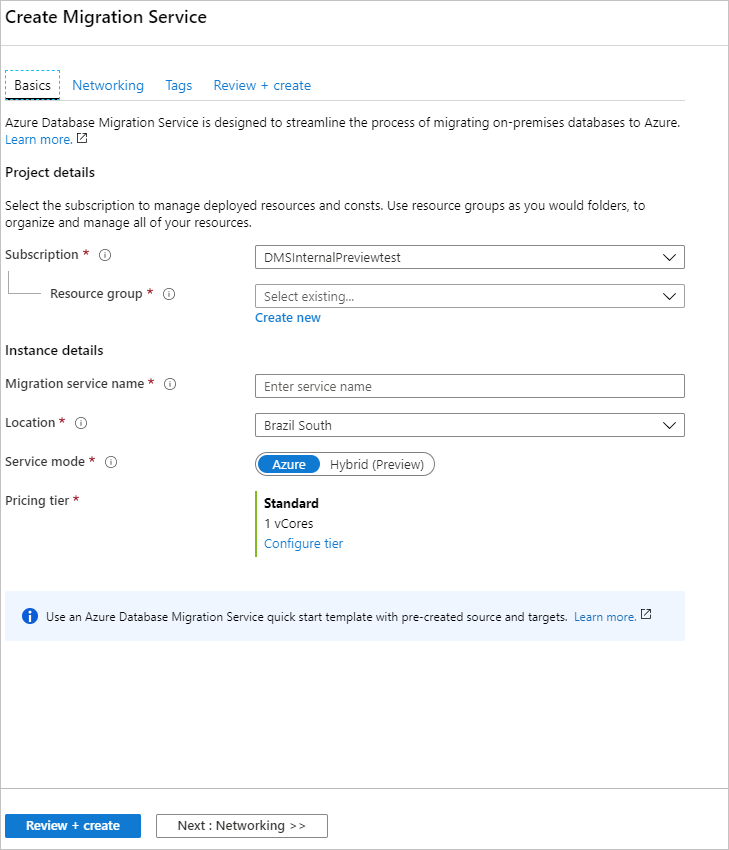 Create Migration Service
Basics Networking Tags Review + create
Azure Database Migration Service is designed to streamline the process of migrating on-premises databases to Azure.
Learn more.
Project details
Select the subscription to manage deployed resources and consts. Use resource groups as you would folders, to
organize and manage all of your resources.
Subscription * DMSInternalPreviewtest
Resource group * Select existing...
Create new
Instance details
Migration service name * Enter service name
Location * Brazil South
Service mode * Azure Hybrid (Preview)
Pricing tier * Standard
1 vCores
Configure tier
Use an Azure Database Migration Service quick start template with pre-created source and targets. Learn more.
Review + create Next : Networking >>